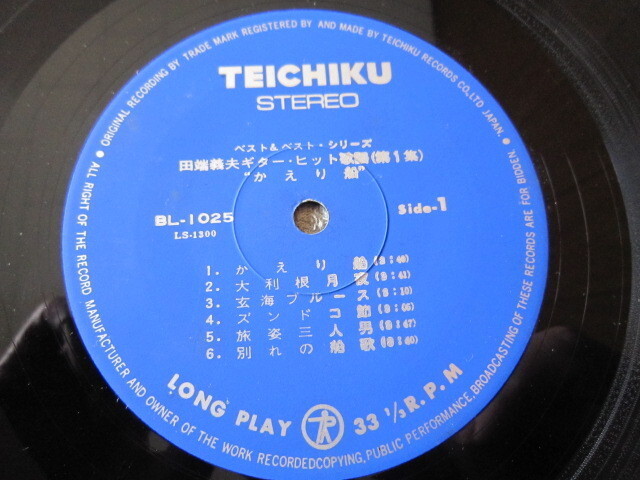 ORIGINAL RECORDING BY TRADE MARK REGISTERED BY AND MADE BY TEICHIKU RECORDS CO.,LTD JAPAN.
TEICHIKU
STEREO
ベスト&ベスト・シリーズ
田端義夫ギター・ヒット歌謡(第1集)
"かえり船"
BL-1025
Side-1
LS-1300
1. かえり船
2. 大利根月夜
3. 玄海ブルース
4. ズンドコ節
5. 旅姿三人男
6. 別れの船歌
LONG PLAY
33 1/3 R.P.M
ALL RIGHT OF THE RECORD MANUFACTURER AND OWNER OF THE WORK RECORDEDCOPYING,PUBLIC PERFORMANCE,BROADCASTING OF THESE RECORDS ARE FOR BIDDEN.